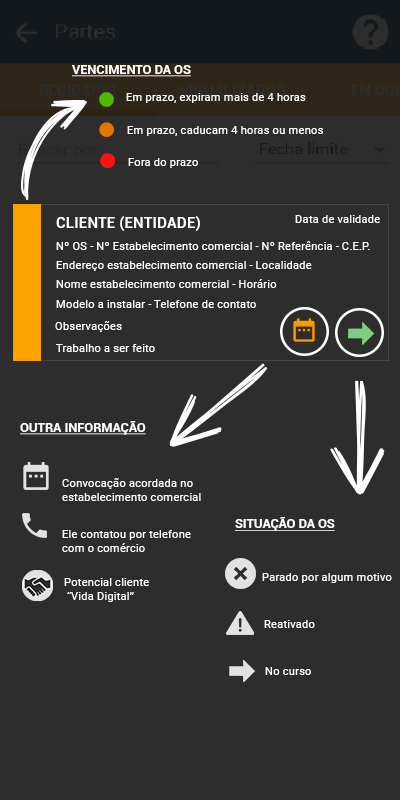 Partes
VENCIMENTO DA OS
Em prazo, expiram mais de 4 horas
Em prazo, caducam 4 horas ou menos
Fecha límite
Fora do prazo
CLIENTE (ENTIDADE)
Data de validade
Nº OS - Nº Estabelecimento comercial - Nº Referência - C.E.P.
Endereço estabelecimento comercial - Localidade
Nome estabelecimento comercial - Horário
Modelo a instalar - Telefone de contato
Observações
Trabalho a ser feito
OUTRA INFORMAÇÃO
Convocação acordada no
estabelecimento comercial
Ele contatou por telefone
com o comércio
Potencial cliente
“Vida Digital”
SITUAÇÃO DA OS
Parado por algum motivo
Reativado
No curso